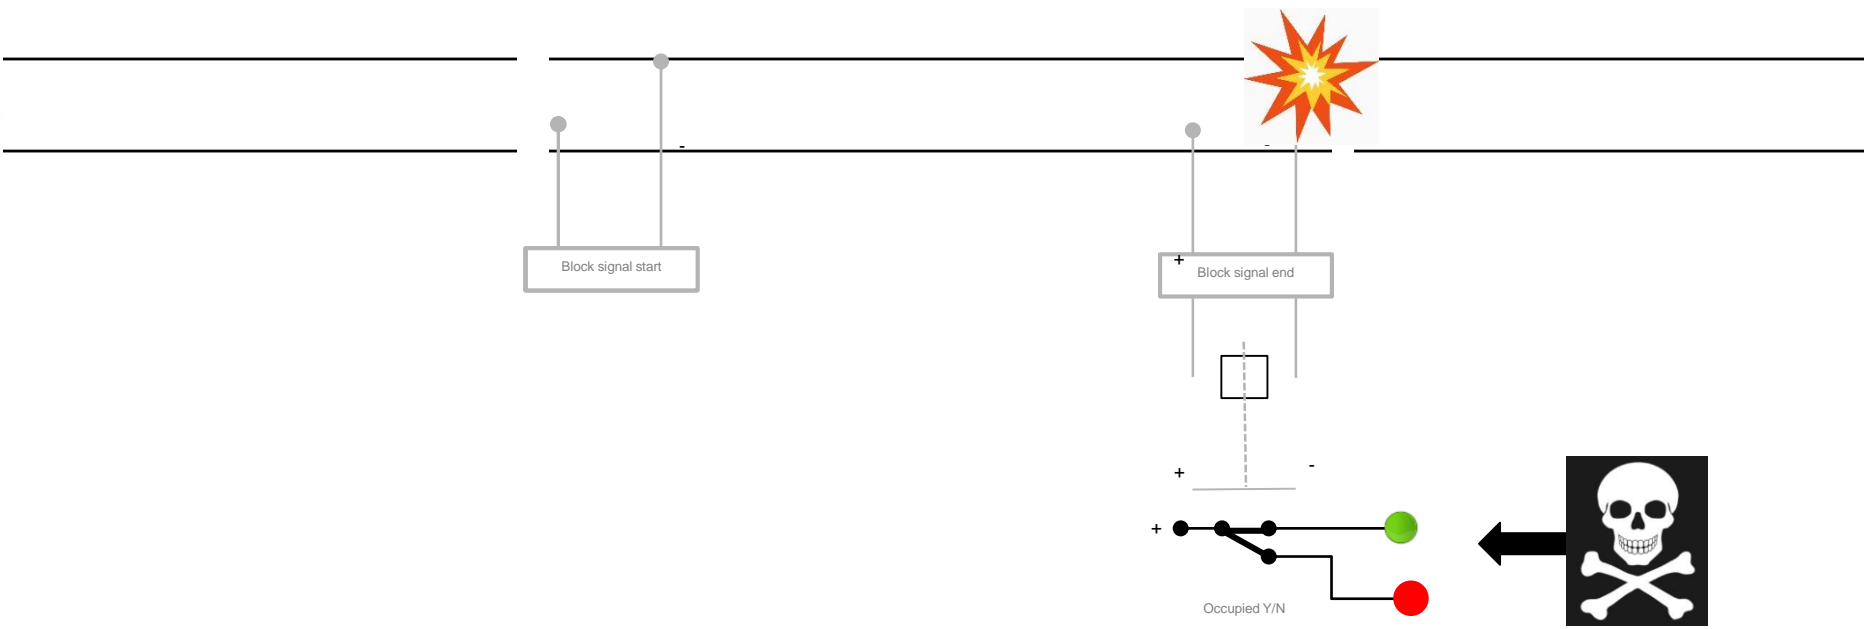 -
-
Block signal start
+
Block signal end
+
-
+
Occupied Y/N